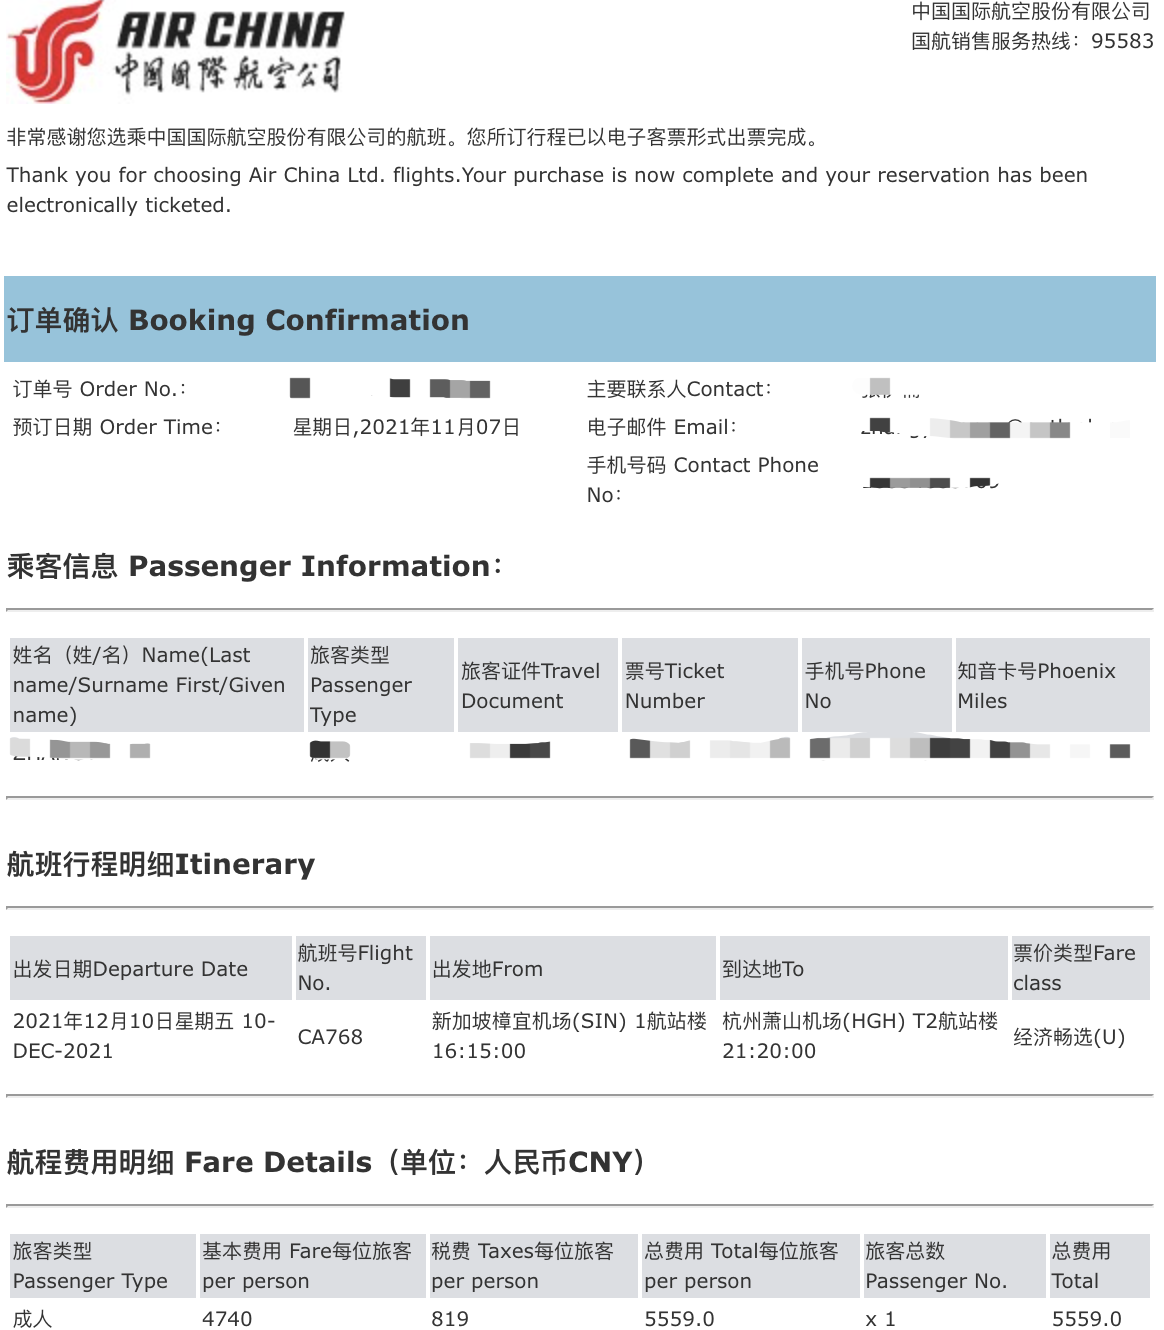 AIR CHINA
中国國際航空公司
中国国际航空股份有限公司
国航销售服务热线：95583
非常感谢您选乘中国国际航空股份有限公司的航班。您所订行程已以电子客票形式出票完成。
Thank you for choosing Air China Ltd. flights.Your purchase is now complete and your reservation has been
electronically ticketed.
订单确认 Booking Confirmation
订单号 Order No.：
主要联系人Contact：
预订日期 Order Time：
星期日,2021年11月07日
电子邮件 Email：
手机号码 Contact Phone
No：
乘客信息 Passenger Information：
姓名（姓/名）Name(Last
name/Surname First/Given
name)
旅客类型
Passenger
Type
旅客证件Travel
Document
票号Ticket
Number
手机号Phone
No
知音卡号Phoenix
Miles
航班行程明细Itinerary
出发日期Departure Date
航班号Flight
No.
出发地From
到达地To
票价类型Fare
class
2021年12月10日星期五 10-
DEC-2021
CA768
新加坡樟宜机场(SIN) 1航站楼
16:15:00
杭州萧山机场(HGH) T2航站楼
21:20:00
经济畅选(U)
航程费用明细 Fare Details（单位：人民币CNY）
旅客类型
Passenger Type
基本费用 Fare每位旅客
per person
税费 Taxes每位旅客
per person
总费用 Total每位旅客
per person
旅客总数
Passenger No.
总费用
Total
成人
4740
819
5559.0
x 1
5559.0